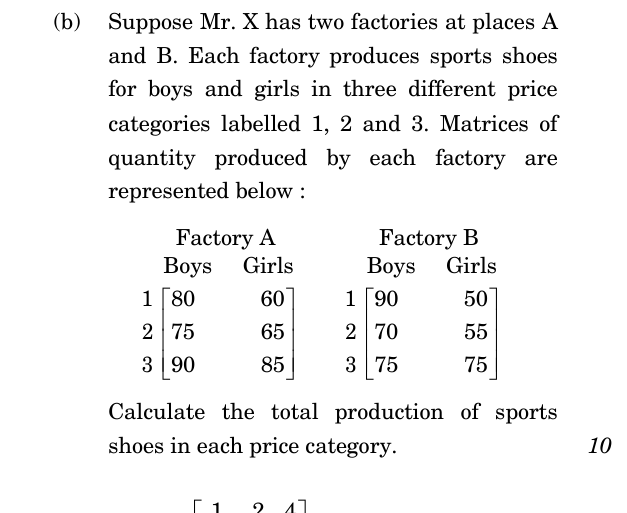 (b) Suppose Mr. X has two factories at places A
and B. Each factory produces sports shoes
for boys and girls in three different price
categories labelled 1, 2 and 3. Matrices of
quantity produced by each factory are
represented below :
Factory A Factory B
Boys Girls Boys Girls
1 [80 60] 1 [90 50]
2 [75 65] 2 [70 55]
3 [90 85] 3 [75 75]
Calculate the total production of sports
shoes in each price category. 10
[1 2 4]